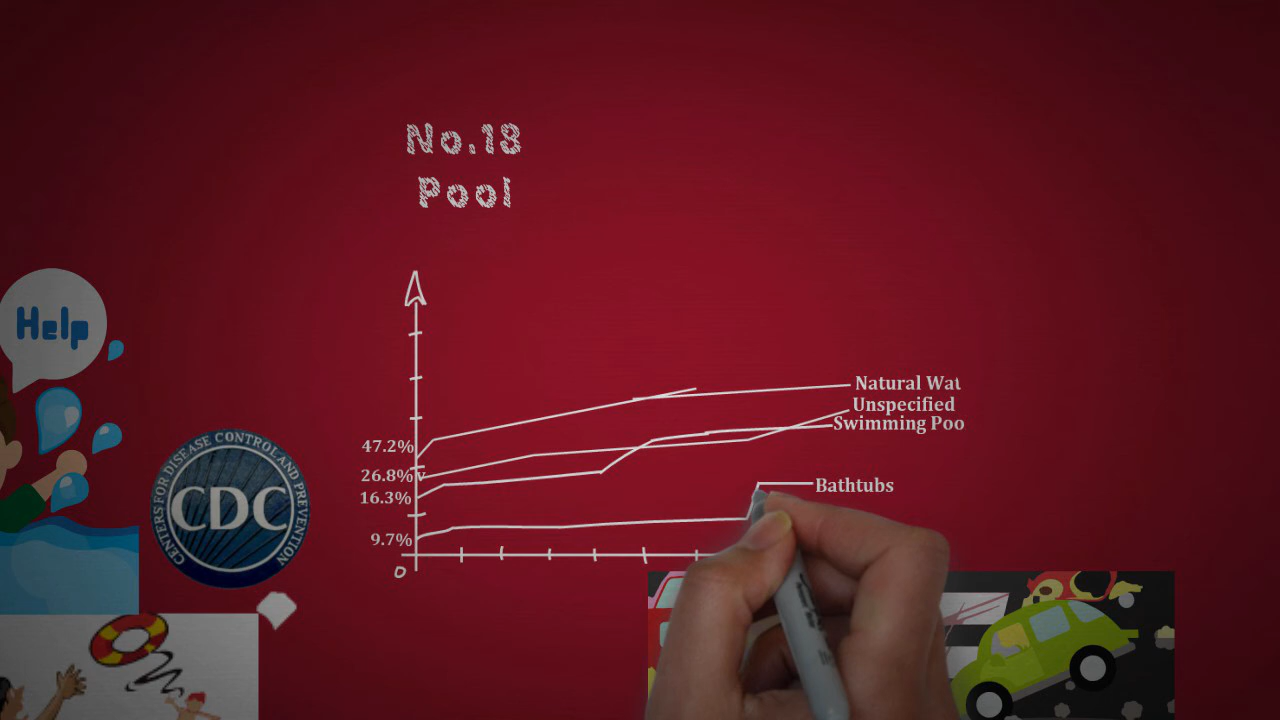 No.18
Pool
Help
Natural Wat
Unspecified
Swimming Poo
Bathtubs
47.2%
26.8%
16.3%
9.7%
0
CENTERS FOR DISEASE CONTROL AND PREVENTION
CDC